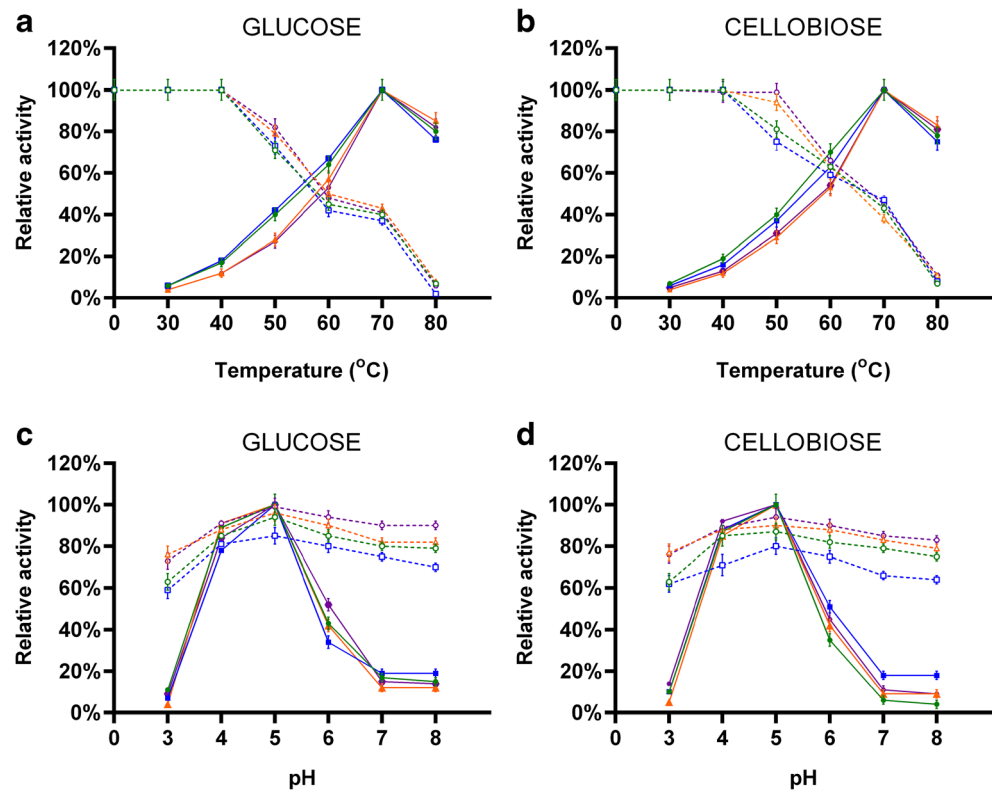 a GLUCOSE
120%
100%
80%
60%
40%
20%
0%
Relative activity
0 30 40 50 60 70 80
Temperature (°C)
b CELLOBIOSE
120%
100%
80%
60%
40%
20%
0%
Relative activity
0 30 40 50 60 70 80
Temperature (°C)
c GLUCOSE
120%
100%
80%
60%
40%
20%
0%
Relative activity
0 3 4 5 6 7 8
pH
d CELLOBIOSE
120%
100%
80%
60%
40%
20%
0%
Relative activity
0 3 4 5 6 7 8
pH